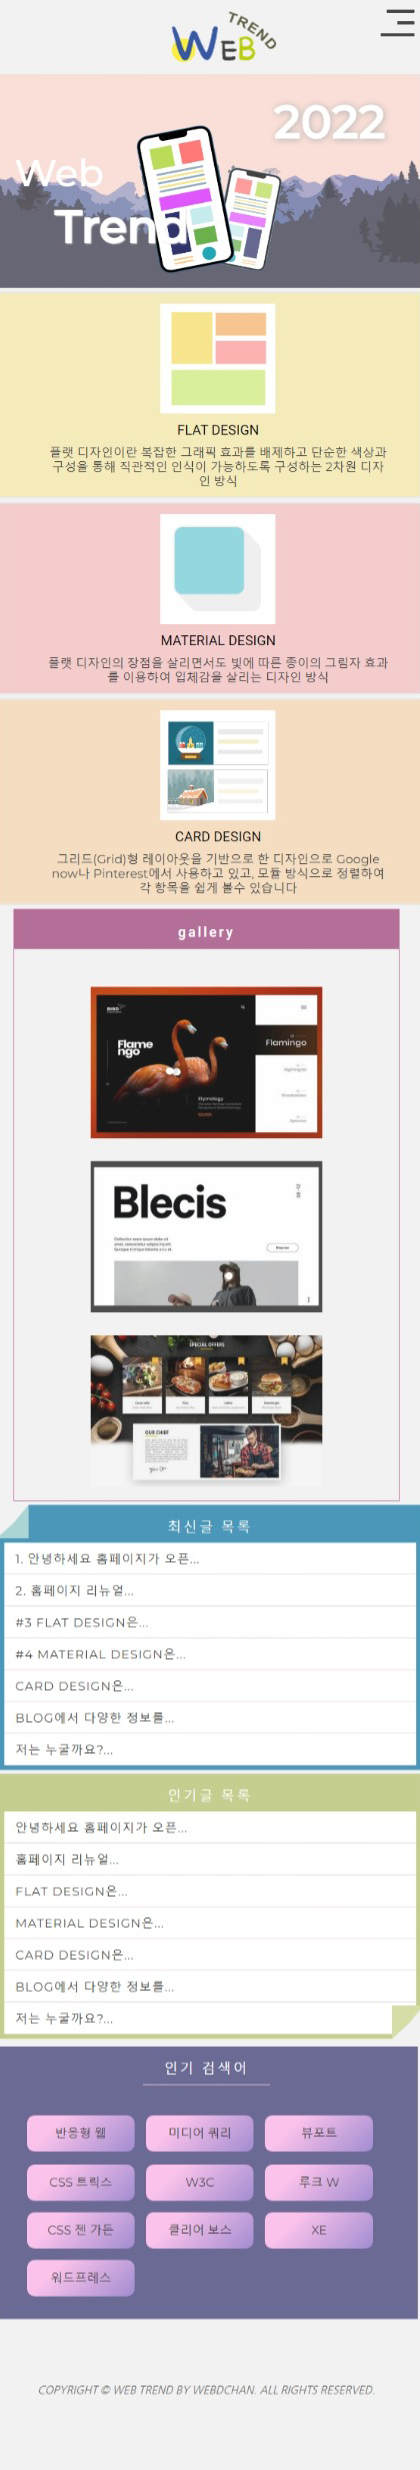 WEB TREND
2022
Web
Trend
FLAT DESIGN
플랫 디자인이란 복잡한 그래픽 효과를 배제하고 단순한 색상과
구성을 통해 직관적인 인식이 가능하도록 구성하는 2차원 디자
인 방식
MATERIAL DESIGN
플랫 디자인의 장점을 살리면서도 빛에 따른 종이의 그림자 효과
를 이용하여 입체감을 살리는 디자인 방식
CARD DESIGN
그리드(Grid)형 레이아웃을 기반으로 한 디자인으로 Google
now나 Pinterest에서 사용하고 있고, 모듈 방식으로 정렬하여
각 항목을 쉽게 볼수 있습니다
gallery
Flame
ngo
Flamingo
Etymology
Blecis
SPECIAL OFFERS
OUR CHIEF
최신글 목록
1. 안녕하세요 홈페이지가 오픈...
2. 홈페이지 리뉴얼...
#3 FLAT DESIGN은...
#4 MATERIAL DESIGN은...
CARD DESIGN은...
BLOG에서 다양한 정보를...
저는 누굴까요?...
인기글 목록
안녕하세요 홈페이지가 오픈...
홈페이지 리뉴얼...
FLAT DESIGN은...
MATERIAL DESIGN은...
CARD DESIGN은...
BLOG에서 다양한 정보를...
저는 누굴까요?...
인기 검색어
반응형 웹 미디어 쿼리 뷰포트
CSS 트릭스 W3C 루크 W
CSS 젠 가든 클리어 보스 XE
워드프레스
COPYRIGHT © WEB TREND BY WEBDCHAN. ALL RIGHTS RESERVED.